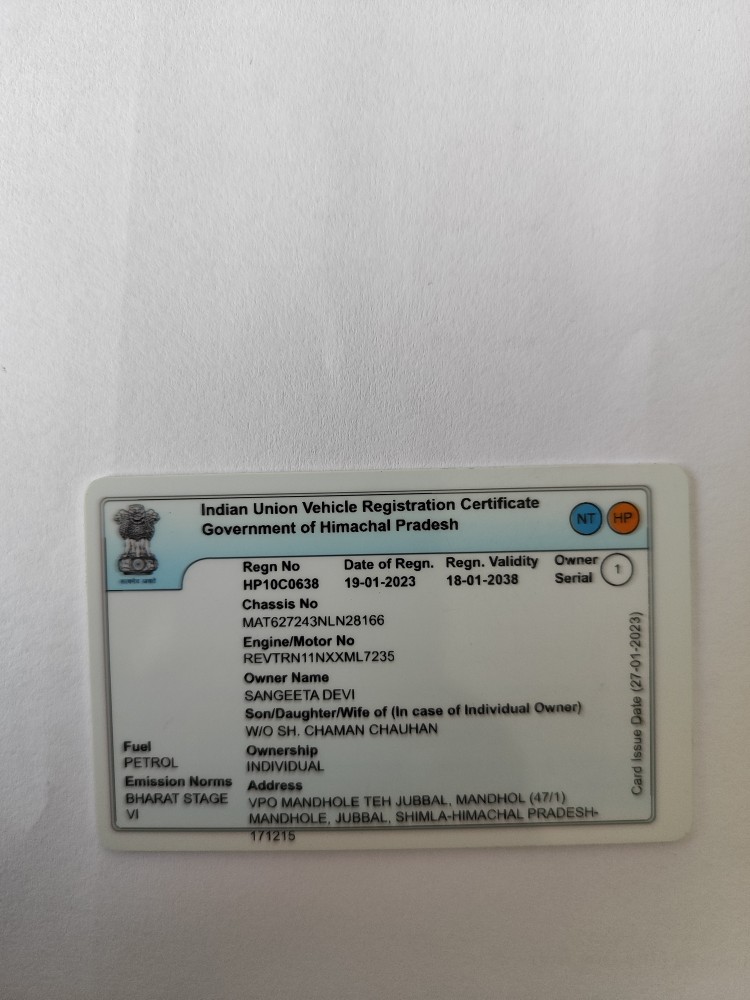 Indian Union Vehicle Registration Certificate
Government of Himachal Pradesh
NT HP
Regn No Date of Regn. Regn. Validity Owner Serial 1
HP10C0638 19-01-2023 18-01-2038
Chassis No
MAT627243NLN28166
Engine/Motor No
REVTRN11NXXML7235
Owner Name
SANGEETA DEVI
Son/Daughter/Wife of (In case of Individual Owner)
W/O SH. CHAMAN CHAUHAN
Fuel
PETROL
Ownership
INDIVIDUAL
Emission Norms
BHARAT STAGE
VI
Address
VPO MANDHOLE TEH JUBBAL, MANDHOL (47/1)
MANDHOLE, JUBBAL, SHIMLA-HIMACHAL PRADESH-
171215
Card Issue Date (27-01-2023)